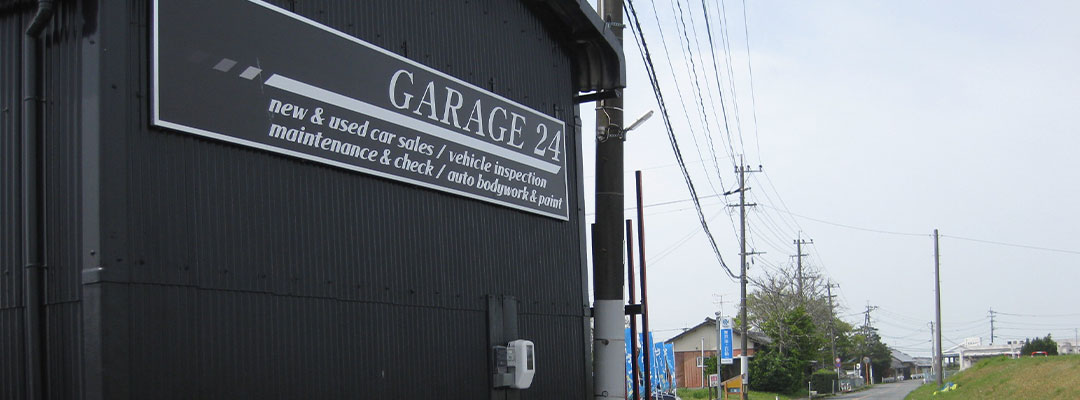 GARAGE 24
new & used car sales / vehicle inspection
maintenance & check / auto bodywork & paint